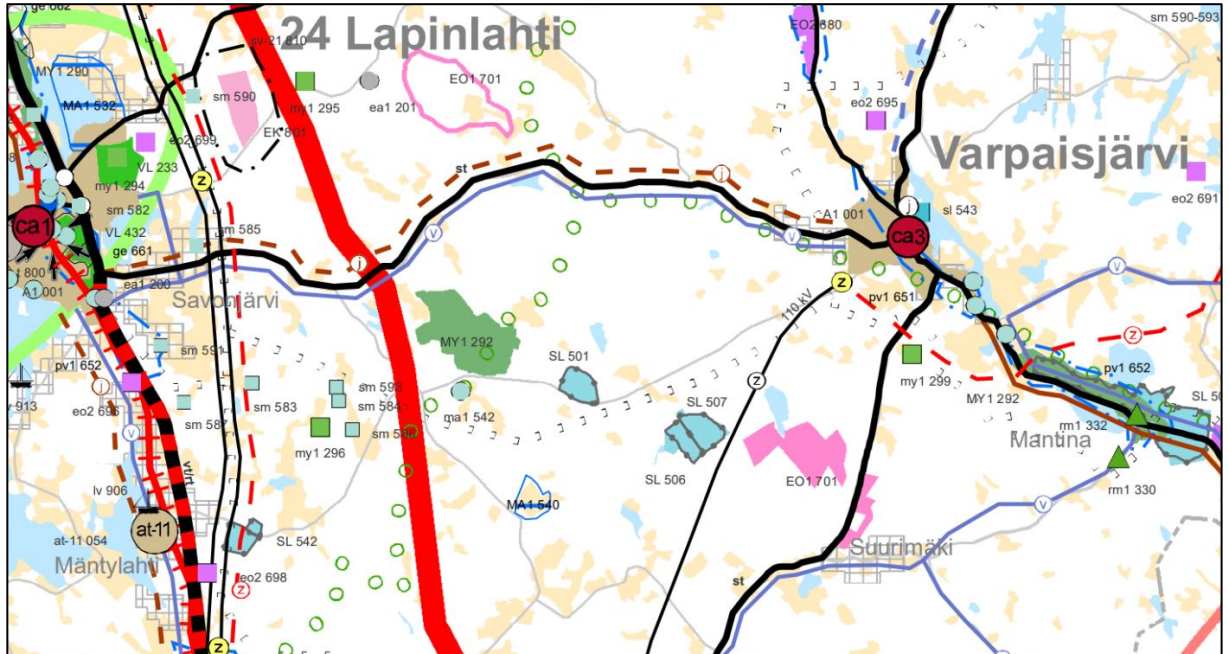 ge 662
24 Lapinlahti
sv-21 810
EO2 680
sm 590-593
MY1 290
sm 590
EO1 701
MA1 532
my1 295
ea1 201
eo2 695
EK 801
eo2 699
Varpaisjärvi
VL 233
z
st
j
eo2 691
my1 294
sm 582
j
A1 001
sl 543
ca1
VL 432
sm 585
v
v
ca3
ge 661
j
v
t 800
ea1 200
A1 001
z
pv1 651
Savonjärvi
110 kV
z
sm 591
MY1 292
SL 501
pv1 652
my1 299
pv1 652
j
sm 593
z
MY1 292
v 913
eo2 696
sm 583
sm 584
ma1 542
SL 507
rm1 332
sm 587
sm 586
v
my1 296
Mantina
v
vt/rt
SL 506
EO1 701
rm1 330
lv 906
MA1 540
at-11
v
at-11 054
SL 542
Suurimäki
Mäntylahti
eo2 698
st
z
z
v